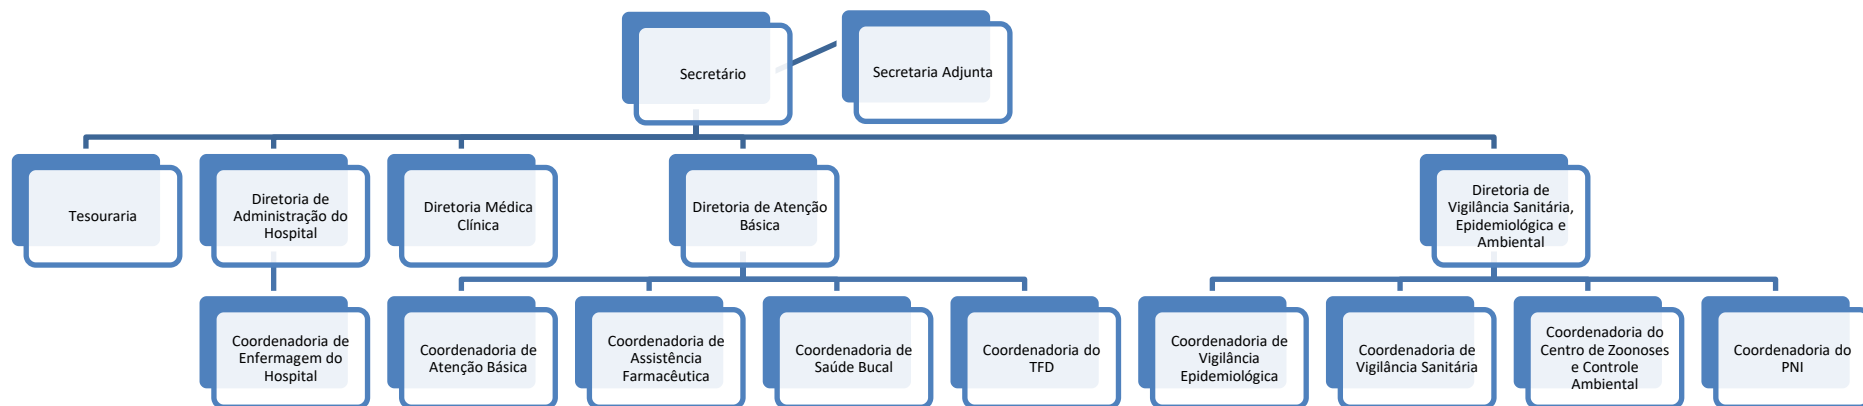 Secretário
Secretaria Adjunta
Tesouraria
Diretoria de
Administração do
Hospital
Diretoria Médica
Clínica
Diretoria de Atenção
Básica
Diretoria de
Vigilância Sanitária,
Epidemiológica e
Ambiental
Coordenadoria de
Enfermagem do
Hospital
Coordenadoria de
Atenção Básica
Coordenadoria de
Assistência
Farmacêutica
Coordenadoria de
Saúde Bucal
Coordenadoria do
TFD
Coordenadoria de
Vigilância
Epidemiológica
Coordenadoria de
Vigilância Sanitária
Coordenadoria do
Centro de Zoonoses
e Controle
Ambiental
Coordenadoria do
PNI